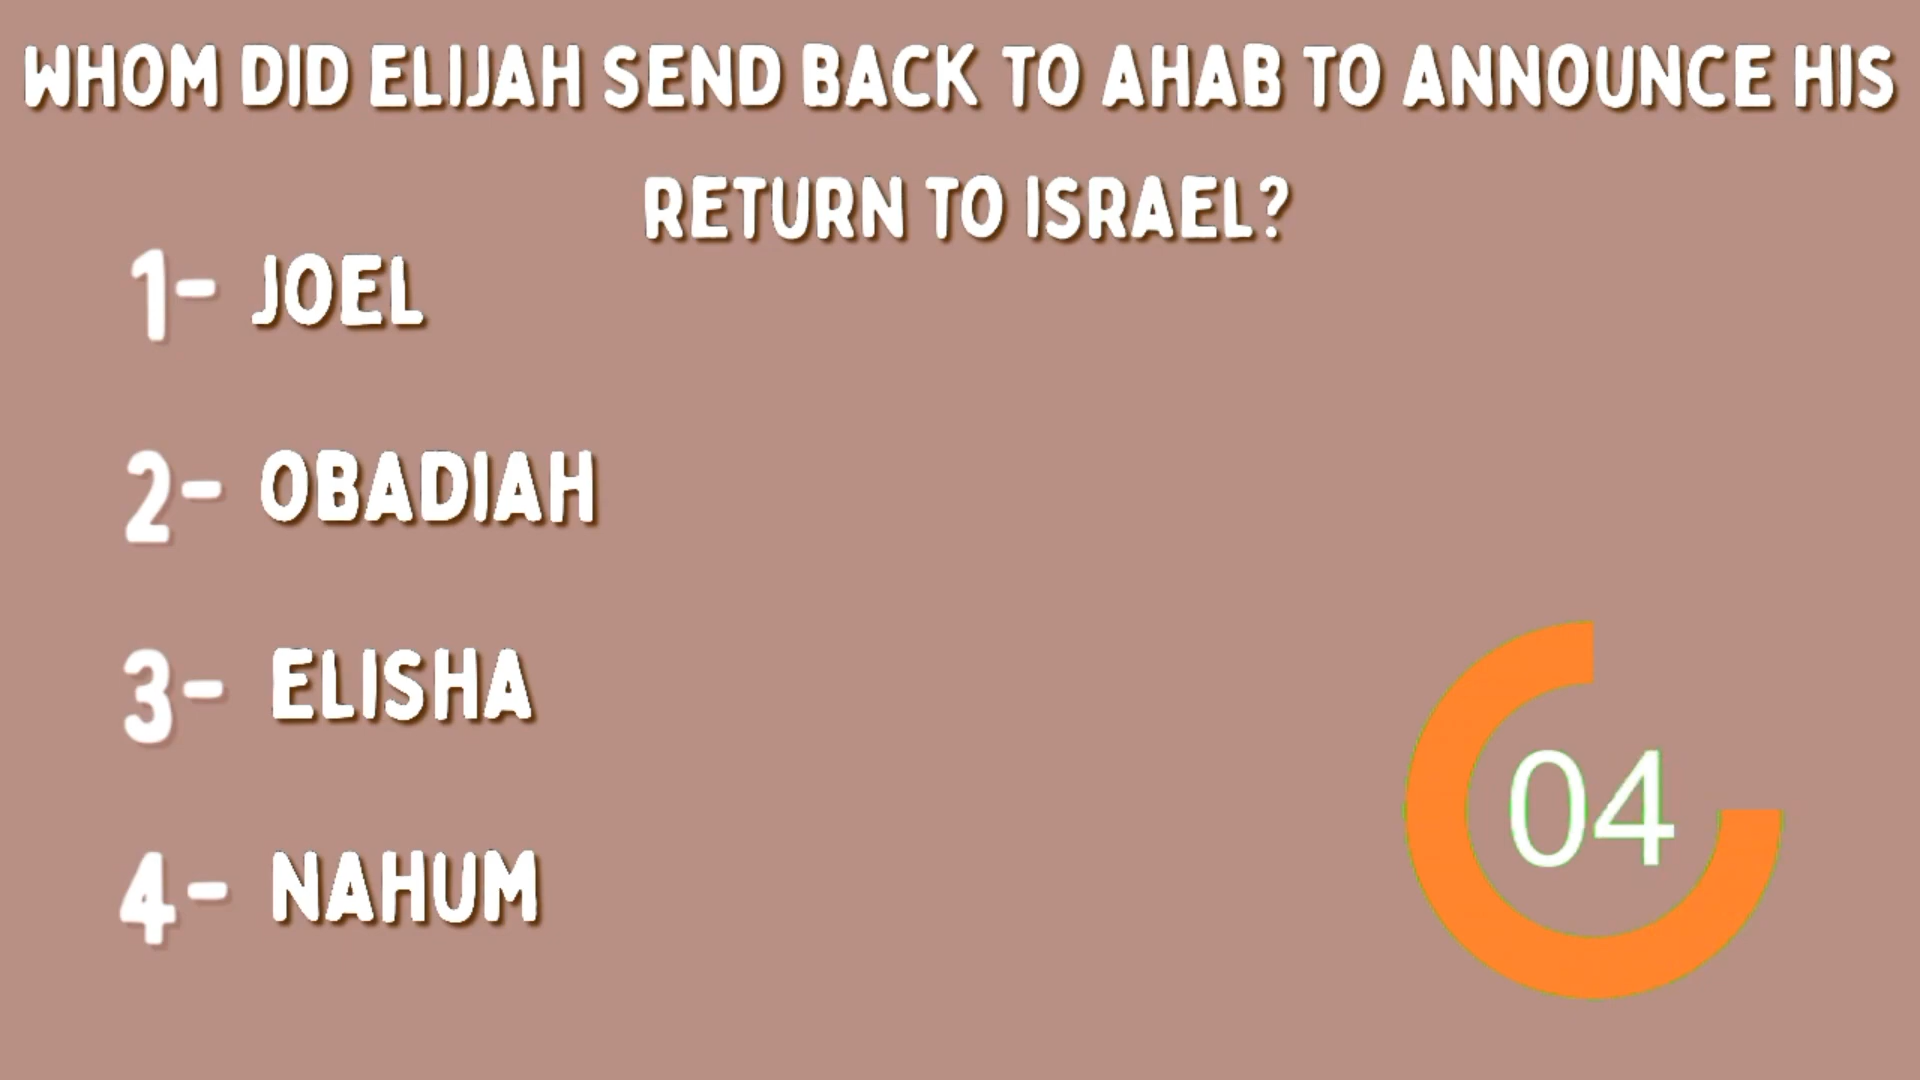 WHOM DID ELIJAH SEND BACK TO AHAB TO ANNOUNCE HIS
RETURN TO ISRAEL?
1- JOEL
2- OBADIAH
3- ELISHA
4- NAHUM
04